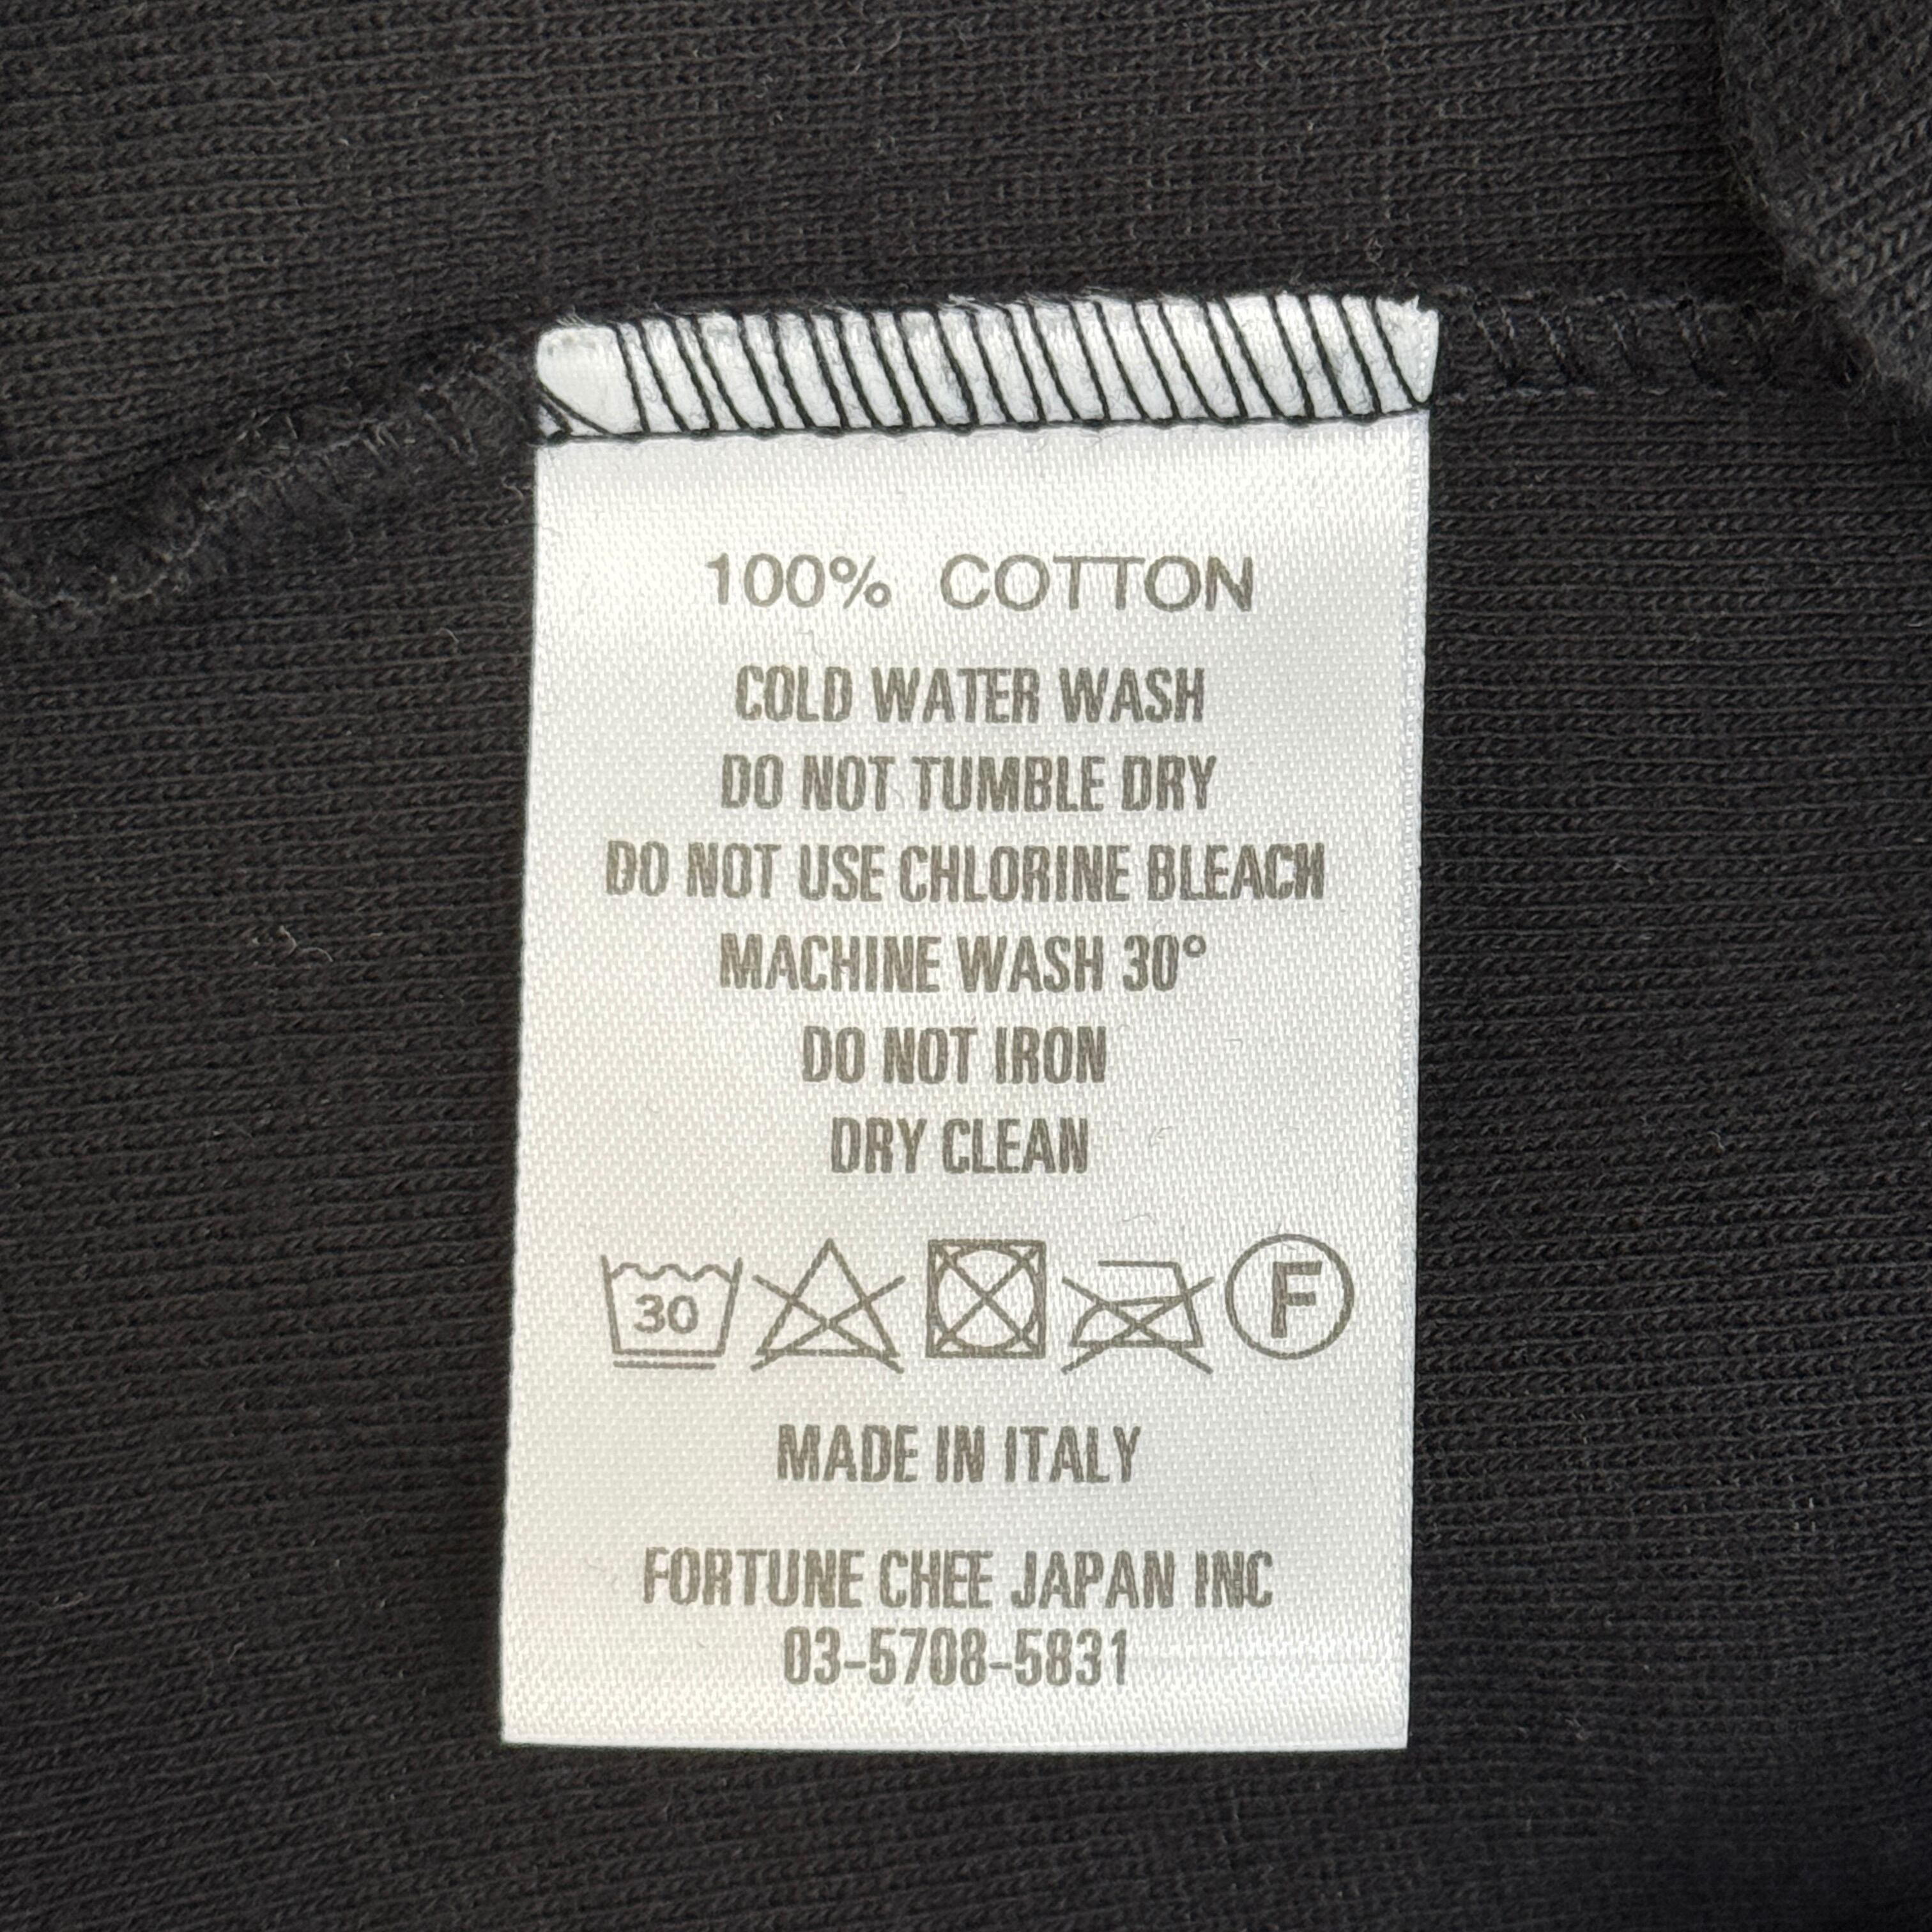 100% COTTON
COLD WATER WASH
DO NOT TUMBLE DRY
DO NOT USE CHLORINE BLEACH
MACHINE WASH 30°
DO NOT IRON
DRY CLEAN
30 F
MADE IN ITALY
FORTUNE CHEE JAPAN INC
03-5708-5831